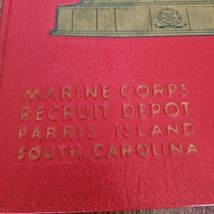 MARINE CORPS
RECRUIT DEPOT
PARRIS ISLAND
SOUTH CAROLINA